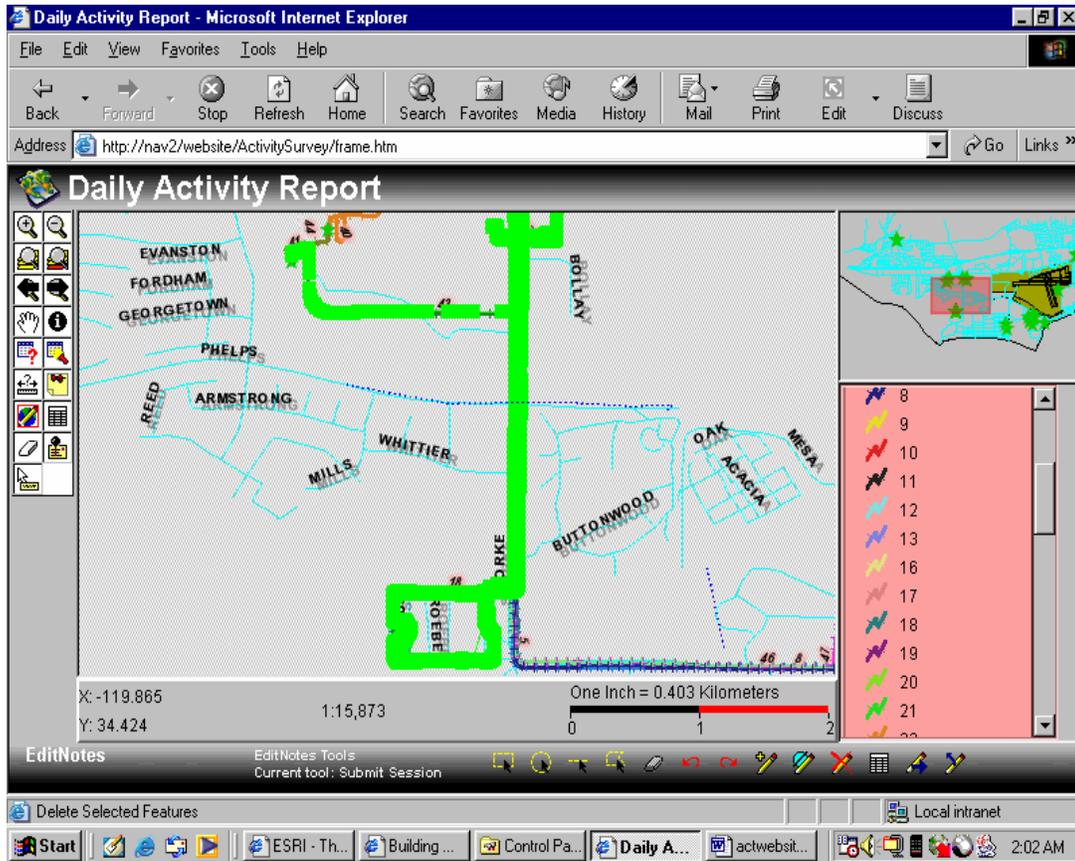 Daily Activity Report - Microsoft Internet Explorer
File Edit View Favorites Tools Help
Back Forward Stop Refresh Home Search Favorites Media History Mail Print Edit Discuss
Address http://nav2/website/ActivitySurvey/frame.htm Go Links »
Daily Activity Report
EVANSTON
FORDHAM
GEORGETOWN
PHELPS
REED
ARMSTRONG
WHITTIER
MILLS
BOLLAY
OAK
MESA
ACACIA
BUTTONWOOD
ORKE
ROEBE
41
44
42
18
5
46
8
47
8
9
10
11
12
13
16
17
18
19
20
21
X: -119.865
Y: 34.424
1:15,873
One Inch = 0.403 Kilometers
0 1 2
EditNotes
EditNotes Tools
Current tool: Submit Session
Delete Selected Features
Local intranet
Start ESRI - Th... Building ... Control Pa... Daily A... actwebsit... 2:02 AM